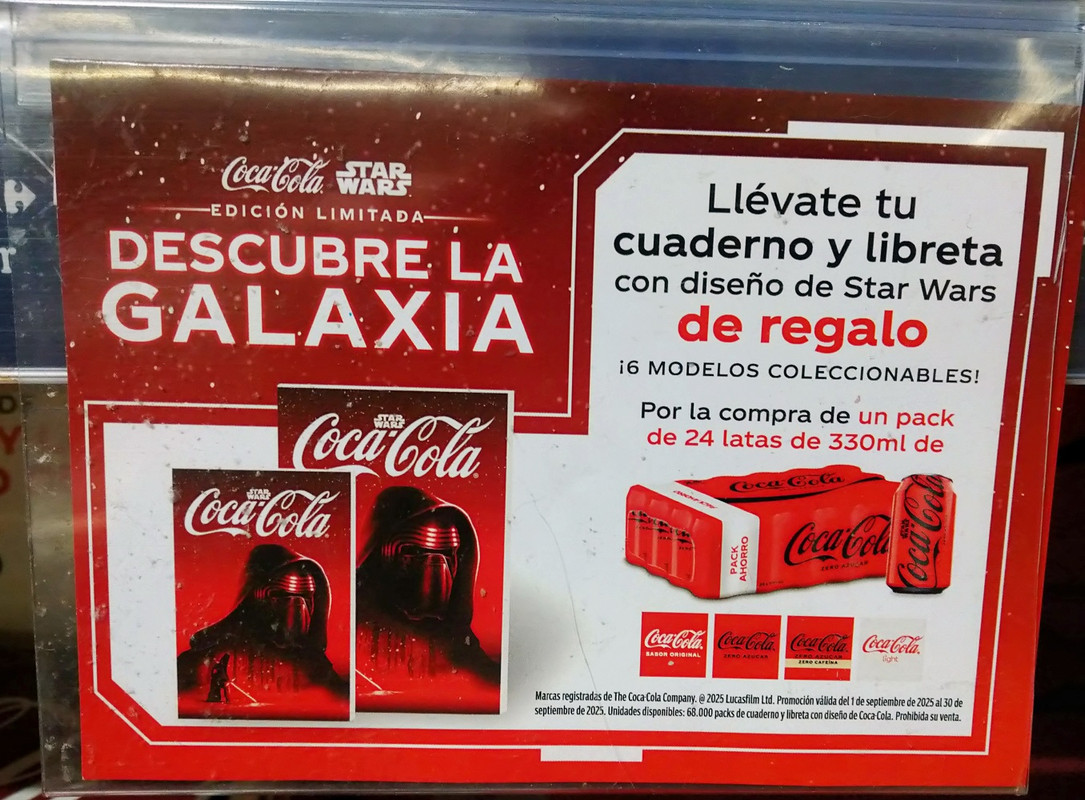 Coca-Cola STAR WARS
EDICIÓN LIMITADA
DESCUBRE LA
GALAXIA
STAR WARS
Coca-Cola
STAR WARS
Coca-Cola
Llévate tu
cuaderno y libreta
con diseño de Star Wars
de regalo
¡6 MODELOS COLECCIONABLES!
Por la compra de un pack
de 24 latas de 330ml de
Coca-Cola
PACK AHORRO
Coca-Cola
ZERO AZÚCAR
Coca-Cola
Coca-Cola
SABOR ORIGINAL
Coca-Cola
ZERO AZÚCAR
Coca-Cola
ZERO AZÚCAR
ZERO CAFEÍNA
Coca-Cola
light
Marcas registradas de The Coca-Cola Company. @ 2025 Lucasfilm Ltd. Promoción válida del 1 de septiembre de 2025 al 30 de
septiembre de 2025. Unidades disponibles: 68.000 packs de cuaderno y libreta con diseño de Coca-Cola. Prohibida su venta.